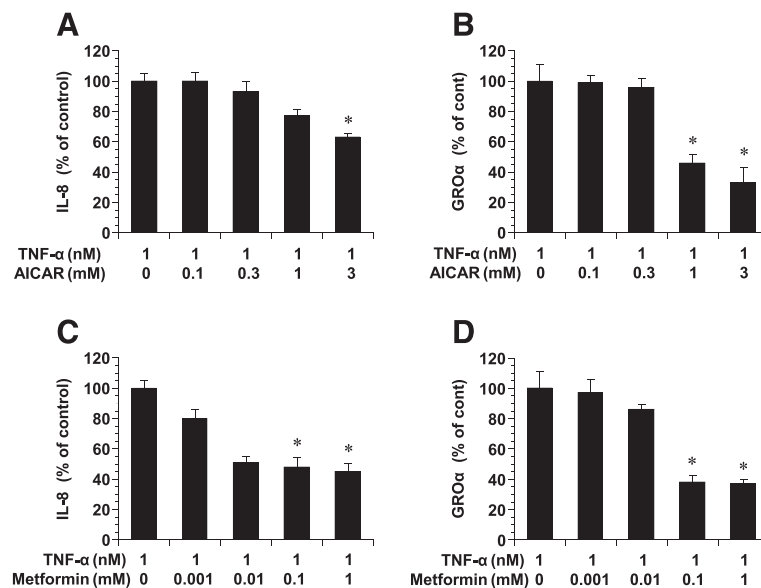 A
IL-8 (% of control)
120
100
80
60
40
20
0
*
TNF-α (nM) 1 1 1 1 1
AICAR (mM) 0 0.1 0.3 1 3
B
GROα (% of cont)
120
100
80
60
40
20
0
* *
TNF-α (nM) 1 1 1 1 1
AICAR (mM) 0 0.1 0.3 1 3
C
IL-8 (% of control)
120
100
80
60
40
20
0
* *
TNF-α (nM) 1 1 1 1 1
Metformin (mM) 0 0.001 0.01 0.1 1
D
GROα (% of cont)
120
100
80
60
40
20
0
* *
TNF-α (nM) 1 1 1 1 1
Metformin (mM) 0 0.001 0.01 0.1 1